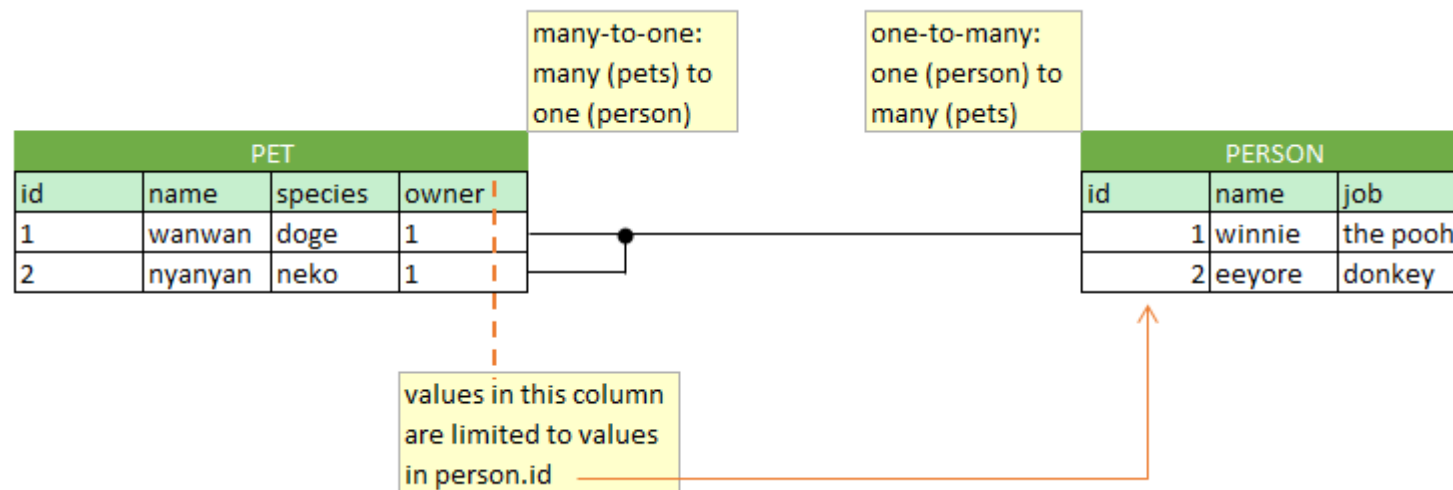 many-to-one:
many (pets) to
one (person)
one-to-many:
one (person) to
many (pets)
PET
id name species owner
1 wanwan doge 1
2 nyanyan neko 1
PERSON
id name job
1 winnie the pooh
2 eeyore donkey
values in this column
are limited to values
in person.id